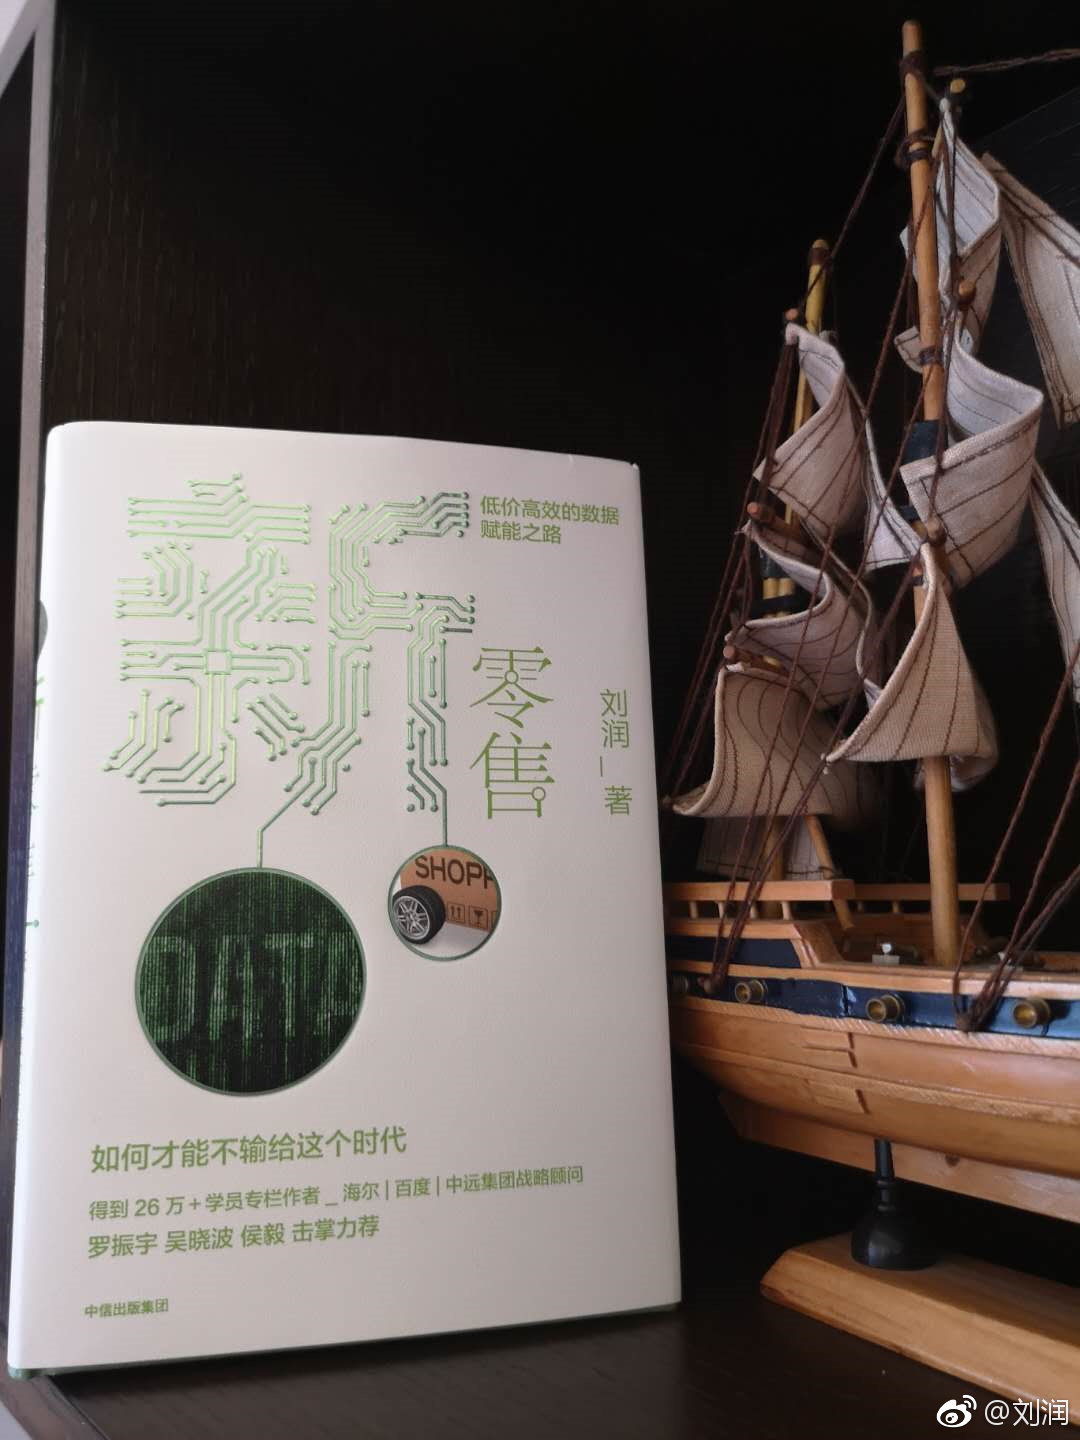 新
低价高效的数据
赋能之路
零售
刘润_著
SHOPP
DATA
如何才能不输给这个时代
得到 26 万+学员专栏作者 _ 海尔|百度|中远集团战略顾问
罗振宇 吴晓波 侯毅 击掌力荐
中信出版集团
@刘润